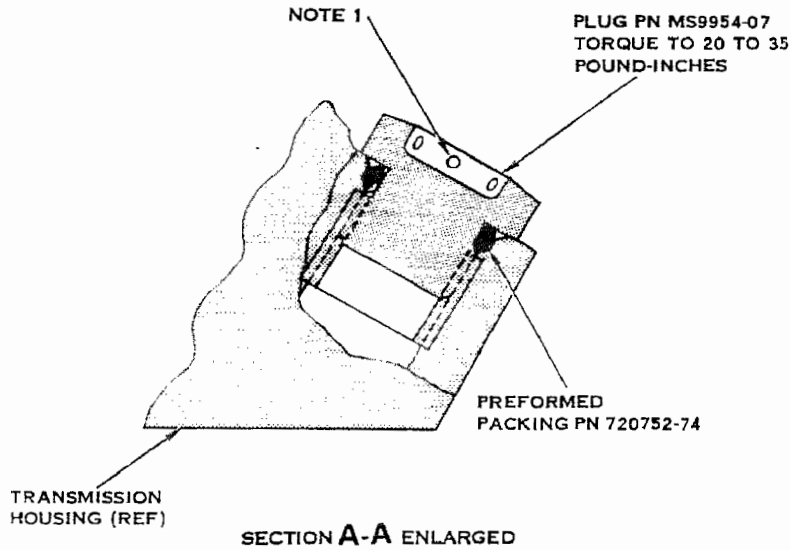 NOTE 1
PLUG PN MS9954-07
TORQUE TO 20 TO 35
POUND-INCHES
PREFORMED
PACKING PN 720752-74
TRANSMISSION
HOUSING (REF)
SECTION A-A ENLARGED